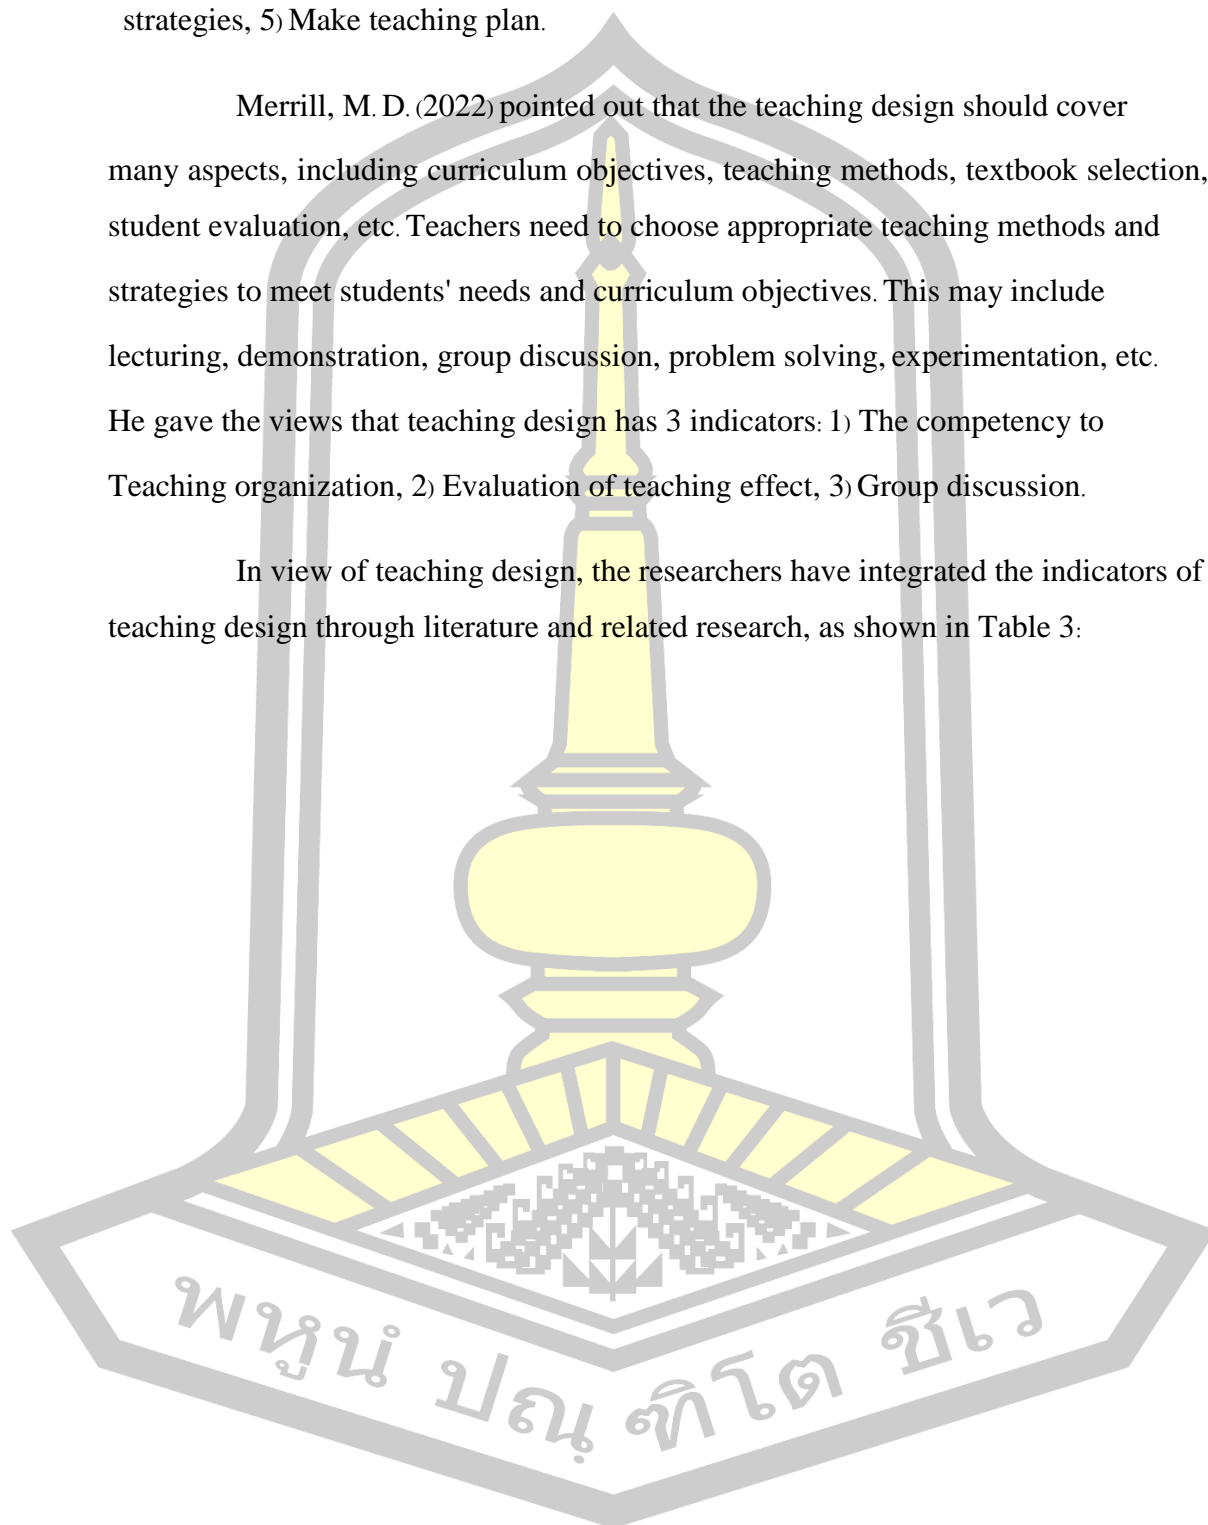 strategies, 5) Make teaching plan.
Merrill, M. D. (2022) pointed out that the teaching design should cover
many aspects, including curriculum objectives, teaching methods, textbook selection,
student evaluation, etc. Teachers need to choose appropriate teaching methods and
strategies to meet students' needs and curriculum objectives. This may include
lecturing, demonstration, group discussion, problem solving, experimentation, etc.
He gave the views that teaching design has 3 indicators: 1) The competency to
Teaching organization, 2) Evaluation of teaching effect, 3) Group discussion.
In view of teaching design, the researchers have integrated the indicators of
teaching design through literature and related research, as shown in Table 3:
พหูนํ ปณฺฑิโต ชีเว